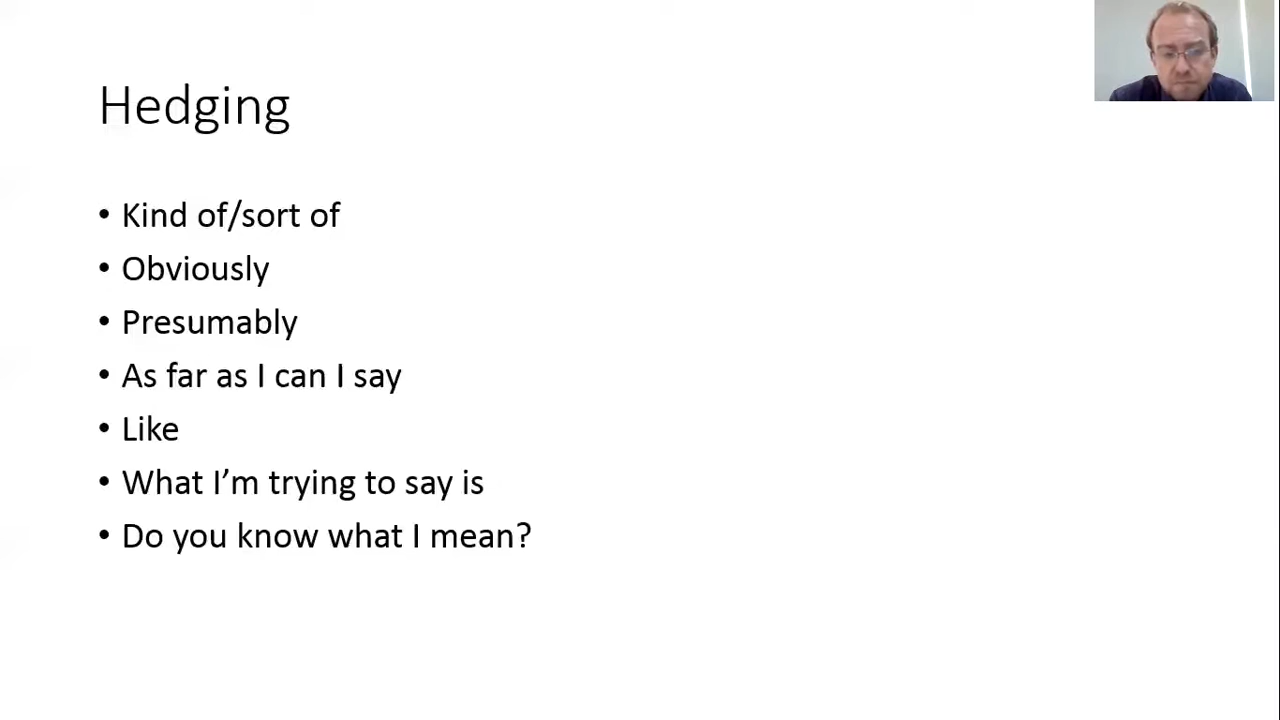 Hedging
• Kind of/sort of
• Obviously
• Presumably
• As far as I can I say
• Like
• What I’m trying to say is
• Do you know what I mean?